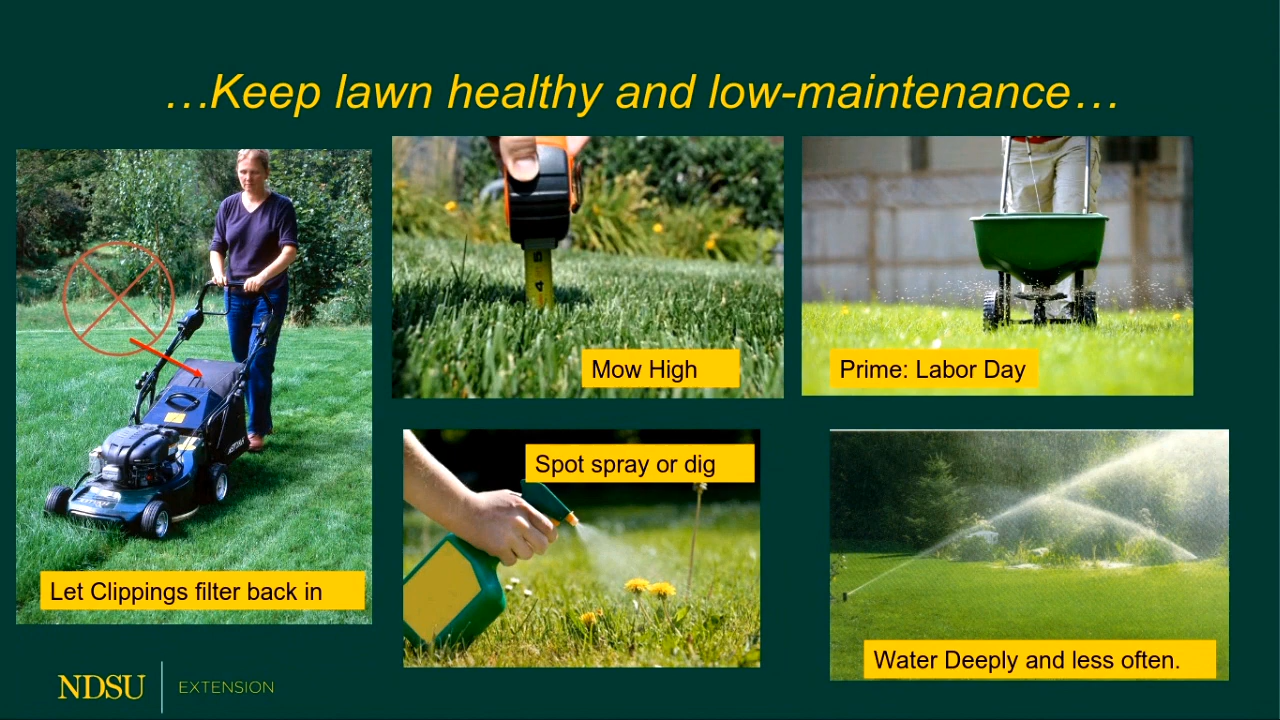 …Keep lawn healthy and low-maintenance…
Mow High
Prime: Labor Day
Spot spray or dig
Let Clippings filter back in
Water Deeply and less often.
NDSU EXTENSION